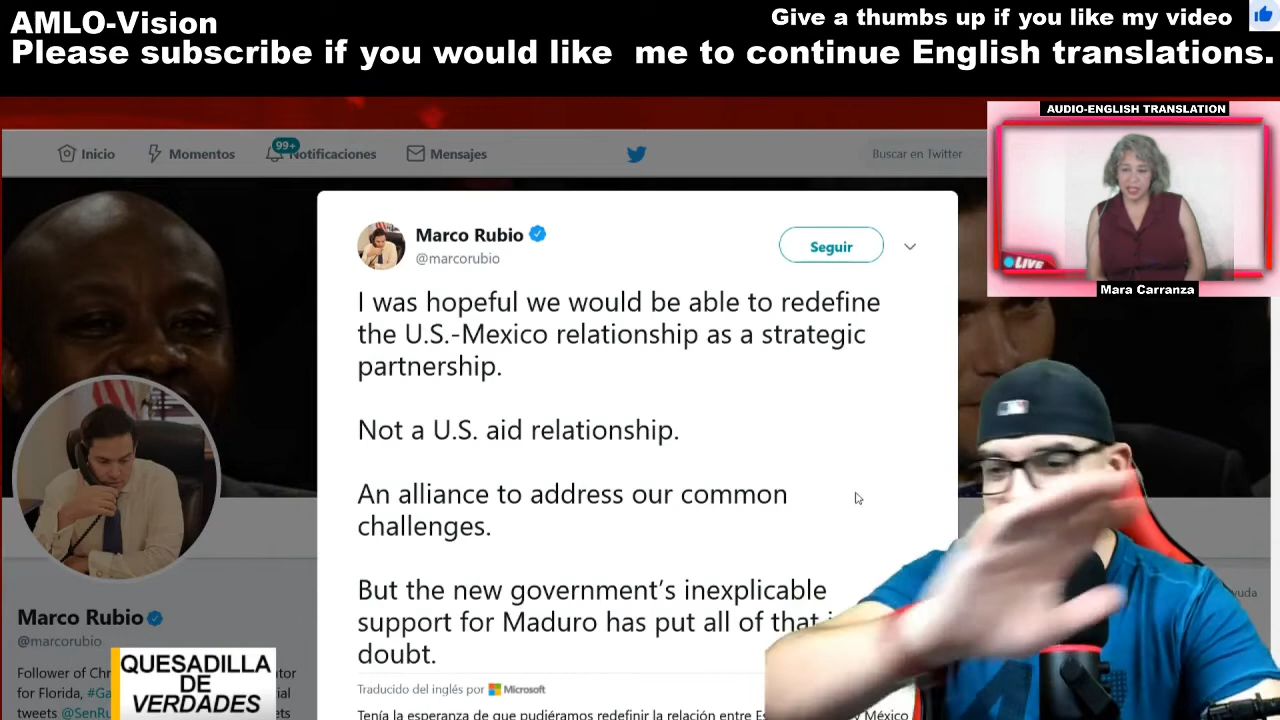 AMLO-Vision
Give a thumbs up if you like my video
Please subscribe if you would like me to continue English translations.
AUDIO-ENGLISH TRANSLATION
LIVE
Mara Carranza
Inicio
Momentos
99+
Notificaciones
Mensajes
Buscar en Twitter
Marco Rubio
@marcorubio
Seguir
I was hopeful we would be able to redefine
the U.S.-Mexico relationship as a strategic
partnership.
Not a U.S. aid relationship.
An alliance to address our common
challenges.
But the new government's inexplicable
support for Maduro has put all of that
doubt.
Traducido del inglés por Microsoft
Tenía la esperanza de que pudiéramos redefinir la relación entre México
Marco Rubio
@marcorubio
Follower of
for Florida,
tweets
QUESADILLA
DE
VERDADES